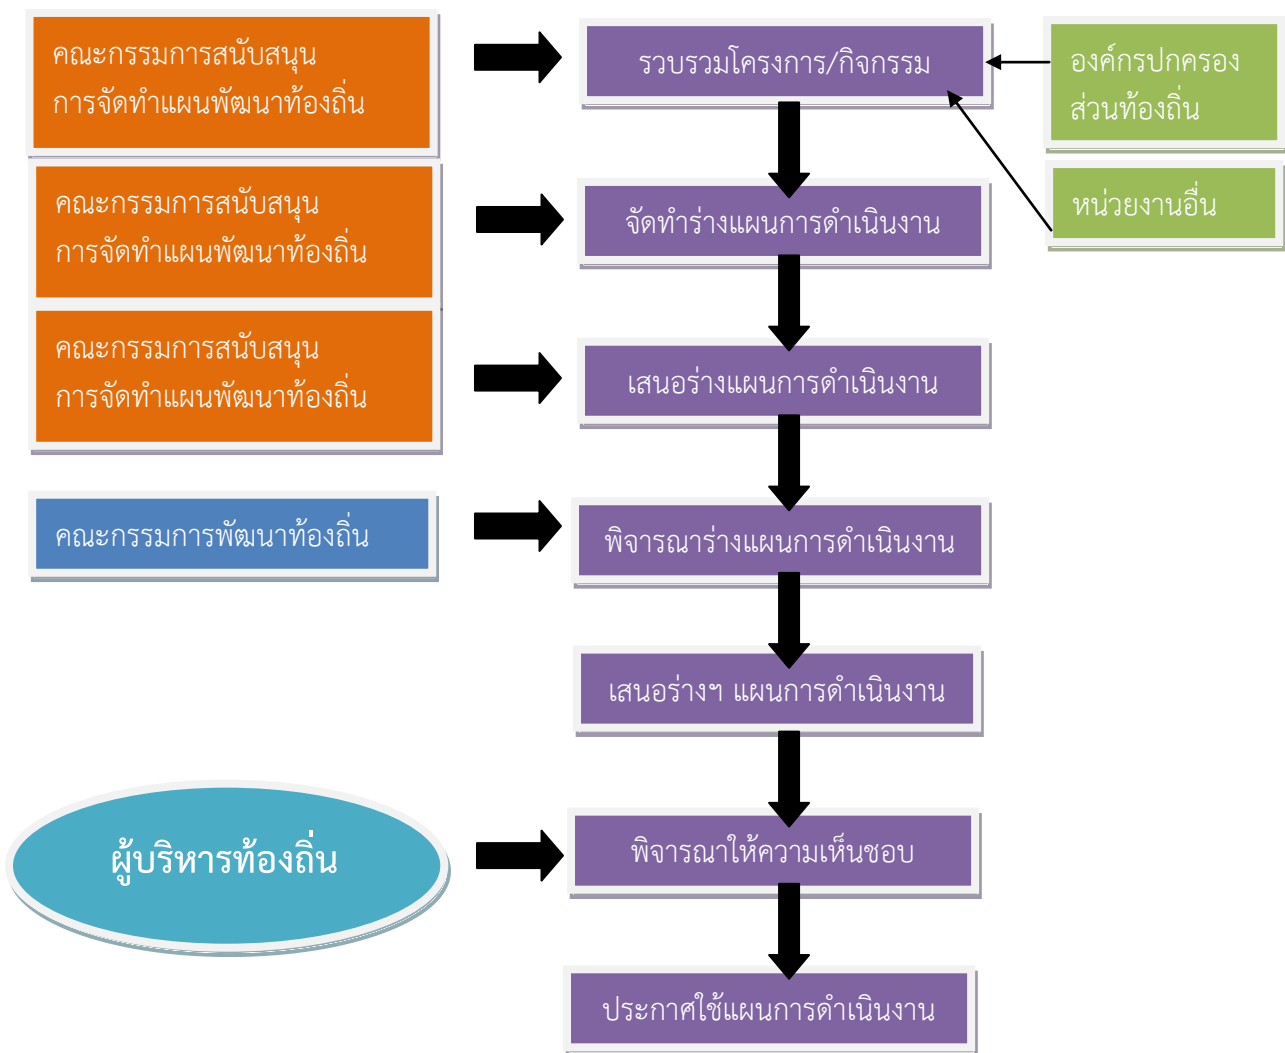 คณะกรรมการสนับสนุน
การจัดทำแผนพัฒนาท้องถิ่น
รวบรวมโครงการ/กิจกรรม
องค์กรปกครอง
ส่วนท้องถิ่น
คณะกรรมการสนับสนุน
การจัดทำแผนพัฒนาท้องถิ่น
จัดทำร่างแผนการดำเนินงาน
หน่วยงานอื่น
คณะกรรมการสนับสนุน
การจัดทำแผนพัฒนาท้องถิ่น
เสนอร่างแผนการดำเนินงาน
คณะกรรมการพัฒนาท้องถิ่น
พิจารณาร่างแผนการดำเนินงาน
เสนอร่างฯ แผนการดำเนินงาน
ผู้บริหารท้องถิ่น
พิจารณาให้ความเห็นชอบ
ประกาศใช้แผนการดำเนินงาน